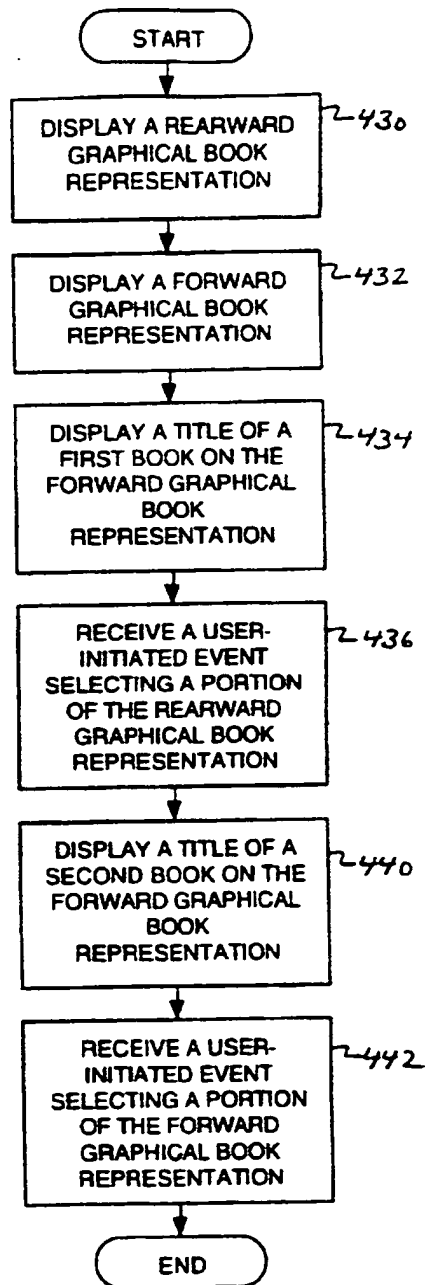 START
DISPLAY A REARWARD
GRAPHICAL BOOK
REPRESENTATION
430
DISPLAY A FORWARD
GRAPHICAL BOOK
REPRESENTATION
432
DISPLAY A TITLE OF A
FIRST BOOK ON THE
FORWARD GRAPHICAL
BOOK
REPRESENTATION
434
RECEIVE A USER-
INITIATED EVENT
SELECTING A PORTION
OF THE REARWARD
GRAPHICAL BOOK
REPRESENTATION
436
DISPLAY A TITLE OF A
SECOND BOOK ON THE
FORWARD GRAPHICAL
BOOK
REPRESENTATION
440
RECEIVE A USER-
INITIATED EVENT
SELECTING A PORTION
OF THE FORWARD
GRAPHICAL BOOK
REPRESENTATION
442
END